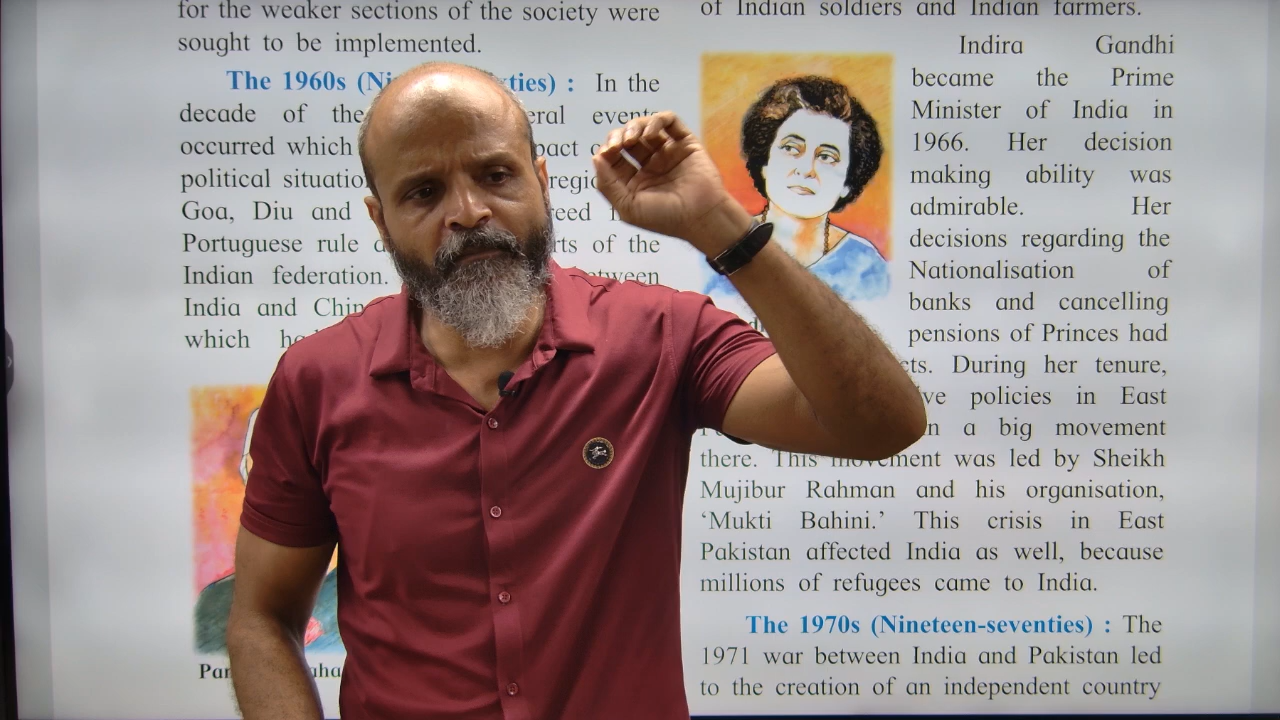 for the weaker sections of the society were
sought to be implemented.
The 1960s : In the
decade of the events
occurred which
political
Goa, Diu and
Portuguese rule of the
Indian federation.
India and
which
of Indian soldiers and Indian farmers.
Indira Gandhi
became the Prime
Minister of India in
1966. Her decision
making ability was
admirable. Her
decisions regarding the
Nationalisation of
banks and cancelling
pensions of Princes had
During her tenure,
policies in East
a big movement
there. This movement was led by Sheikh
Mujibur Rahman and his organisation,
‘Mukti Bahini.’ This crisis in East
Pakistan affected India as well, because
millions of refugees came to India.
The 1970s (Nineteen-seventies) : The
1971 war between India and Pakistan led
to the creation of an independent country